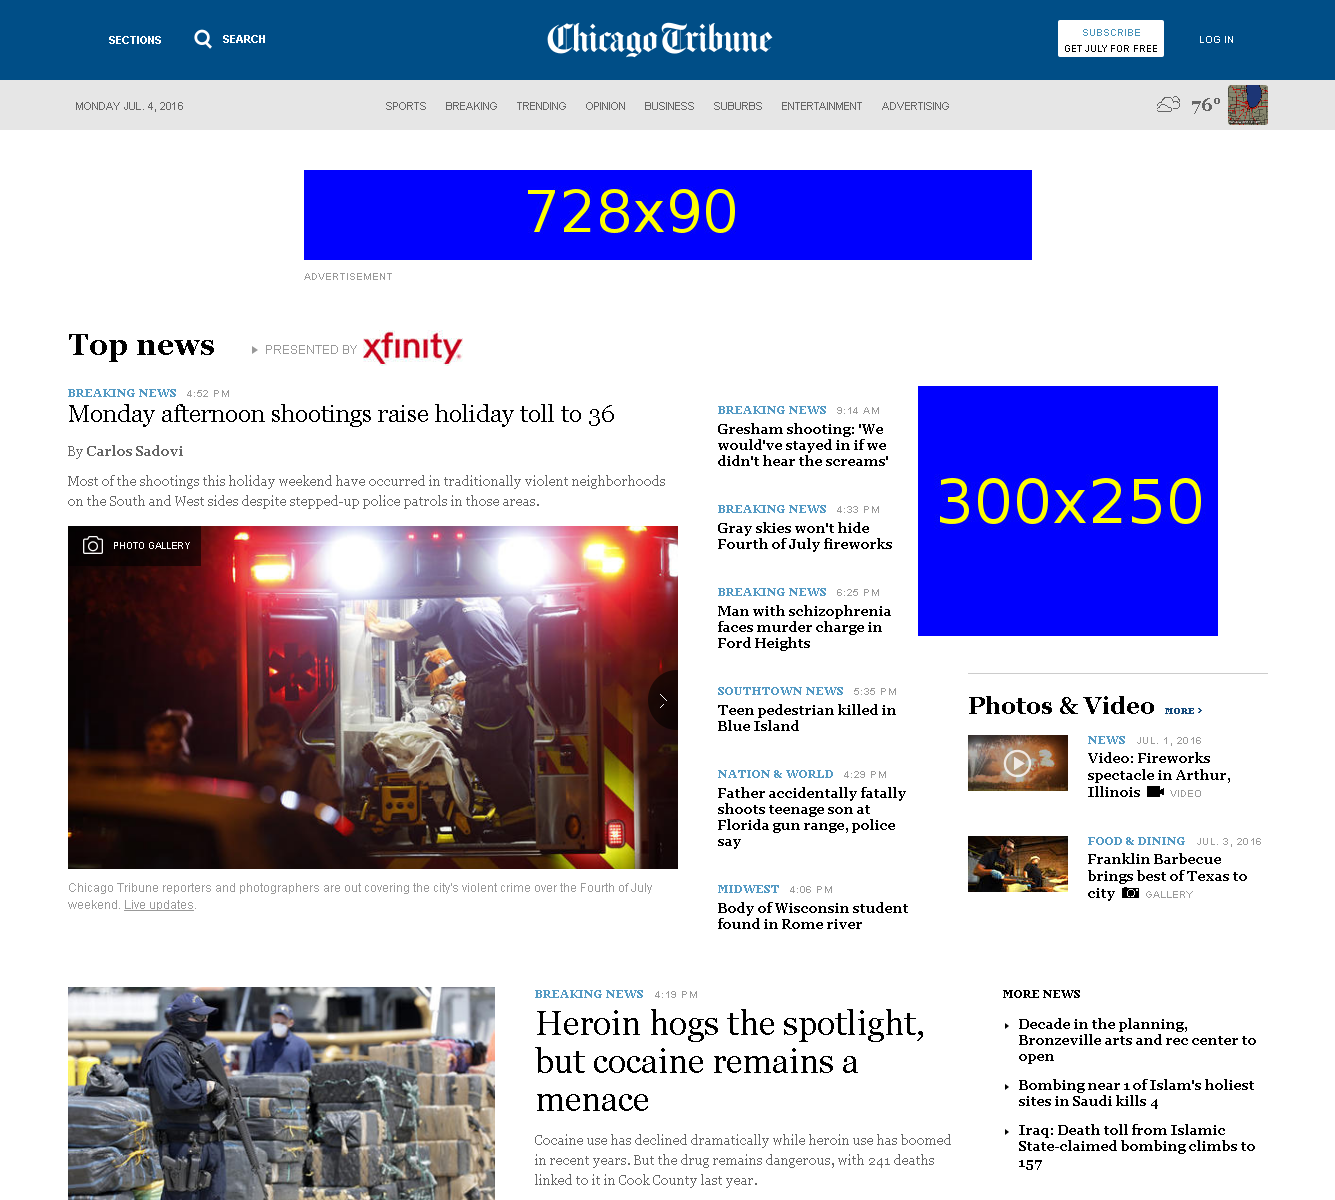 SECTIONS
SEARCH
Chicago Tribune
SUBSCRIBE
GET JULY FOR FREE
LOG IN
MONDAY JUL. 4, 2016
SPORTS
BREAKING
TRENDING
OPINION
BUSINESS
SUBURBS
ENTERTAINMENT
ADVERTISING
76°
728x90
ADVERTISEMENT
Top news
PRESENTED BY xfinity
BREAKING NEWS 4:52 PM
Monday afternoon shootings raise holiday toll to 36
By Carlos Sadovi
Most of the shootings this holiday weekend have occurred in traditionally violent neighborhoods
on the South and West sides despite stepped-up police patrols in those areas.
PHOTO GALLERY
Chicago Tribune reporters and photographers are out covering the city's violent crime over the Fourth of July
weekend. Live updates.
BREAKING NEWS 9:14 AM
Gresham shooting: 'We
would've stayed in if we
didn't hear the screams'
BREAKING NEWS 4:33 PM
Gray skies won't hide
Fourth of July fireworks
BREAKING NEWS 6:25 PM
Man with schizophrenia
faces murder charge in
Ford Heights
SOUTHTOWN NEWS 5:35 PM
Teen pedestrian killed in
Blue Island
NATION & WORLD 4:29 PM
Father accidentally fatally
shoots teenage son at
Florida gun range, police
say
MIDWEST 4:06 PM
Body of Wisconsin student
found in Rome river
300x250
Photos & Video MORE ›
NEWS JUL. 1, 2016
Video: Fireworks
spectacle in Arthur,
Illinois VIDEO
FOOD & DINING JUL. 3, 2016
Franklin Barbecue
brings best of Texas to
city GALLERY
BREAKING NEWS 4:19 PM
Heroin hogs the spotlight,
but cocaine remains a
menace
Cocaine use has declined dramatically while heroin use has boomed
in recent years. But the drug remains dangerous, with 241 deaths
linked to it in Cook County last year.
MORE NEWS
Decade in the planning,
Bronzeville arts and rec center to
open
Bombing near 1 of Islam's holiest
sites in Saudi kills 4
Iraq: Death toll from Islamic
State-claimed bombing climbs to
157